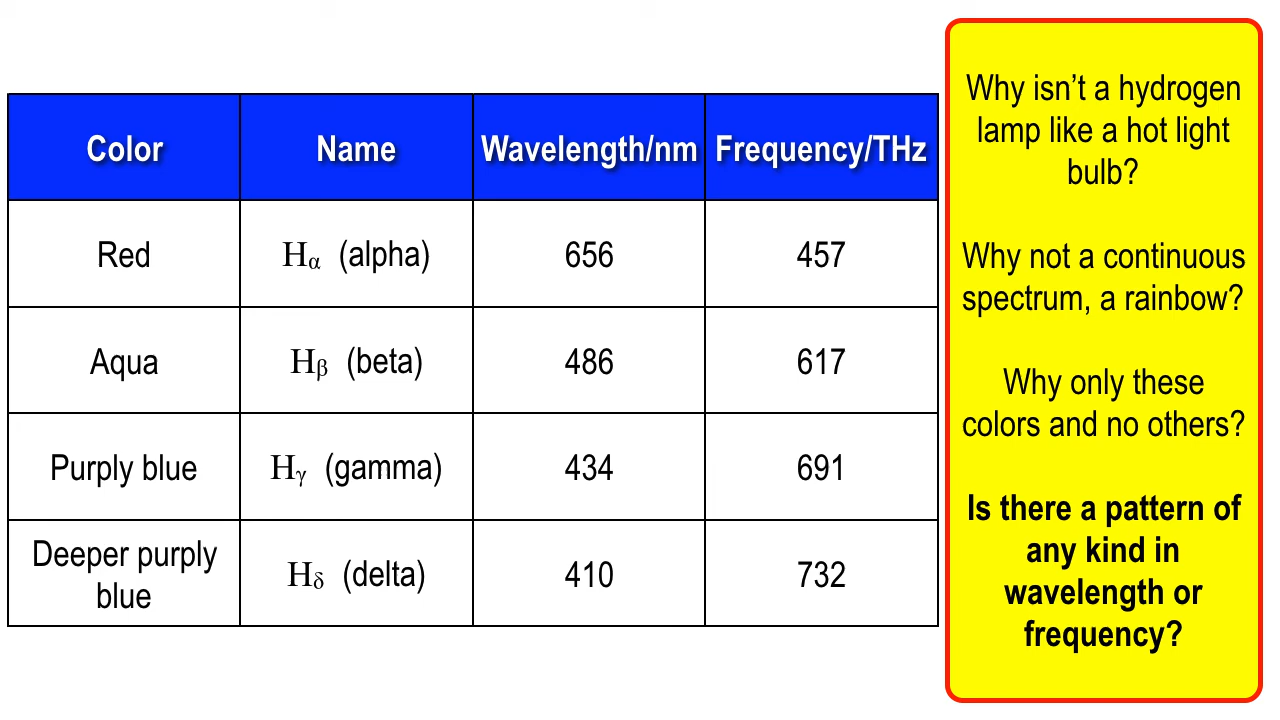 Color Name Wavelength/nm Frequency/THz
Red Hα (alpha) 656 457
Aqua Hβ (beta) 486 617
Purply blue Hγ (gamma) 434 691
Deeper purply
blue Hδ (delta) 410 732
Why isn’t a hydrogen
lamp like a hot light
bulb?
Why not a continuous
spectrum, a rainbow?
Why only these
colors and no others?
Is there a pattern of
any kind in
wavelength or
frequency?